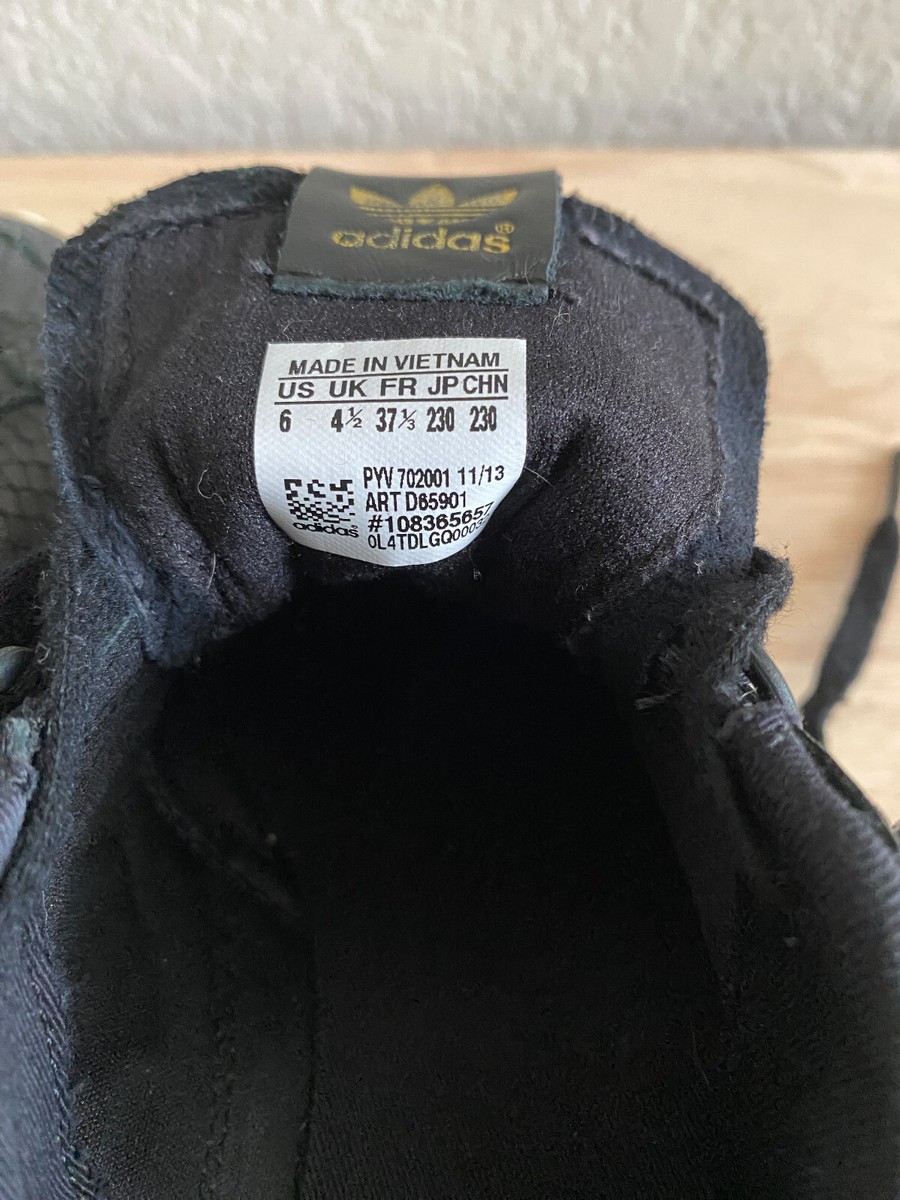 adidas®
MADE IN VIETNAM
US UK FR JP CHN
6 4½ 37⅓ 230 230
PYV 702001 11/13
ART D65901
#108365657
adidas